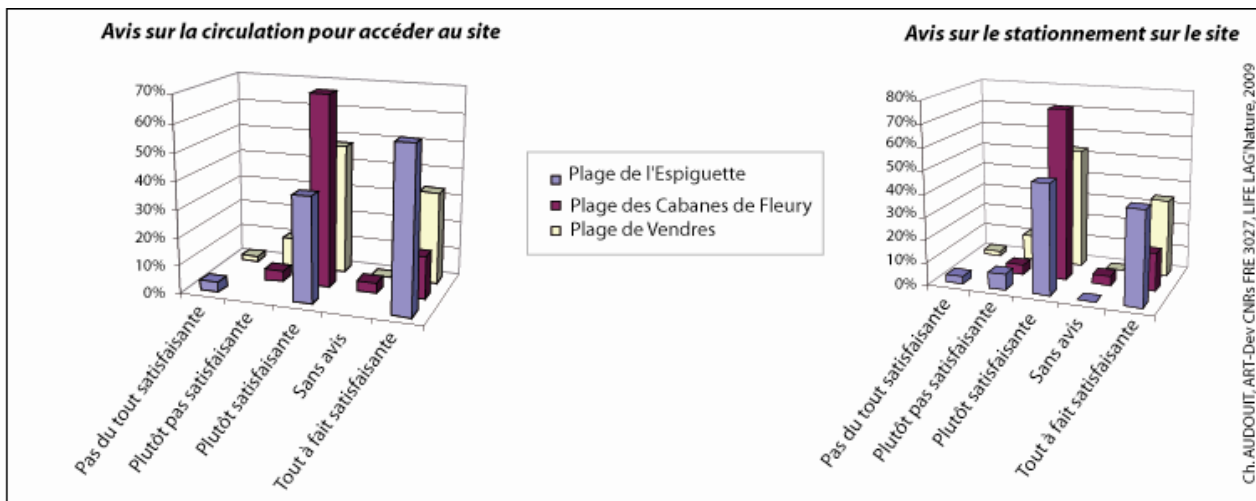 Avis sur la circulation pour accéder au site
70%
60%
50%
40%
30%
20%
10%
0%
Pas du tout satisfaisante
Plutôt pas satisfaisante
Plutôt satisfaisante
Sans avis
Tout à fait satisfaisante
Plage de l'Espiguette
Plage des Cabanes de Fleury
Plage de Vendres
Avis sur le stationnement sur le site
80%
70%
60%
50%
40%
30%
20%
10%
0%
Pas du tout satisfaisante
Plutôt pas satisfaisante
Plutôt satisfaisante
Sans avis
Tout à fait satisfaisante
Ch. AUDOUIT, ART-Dev CNRs FRE 3027, LIFE LAG'Nature, 2009